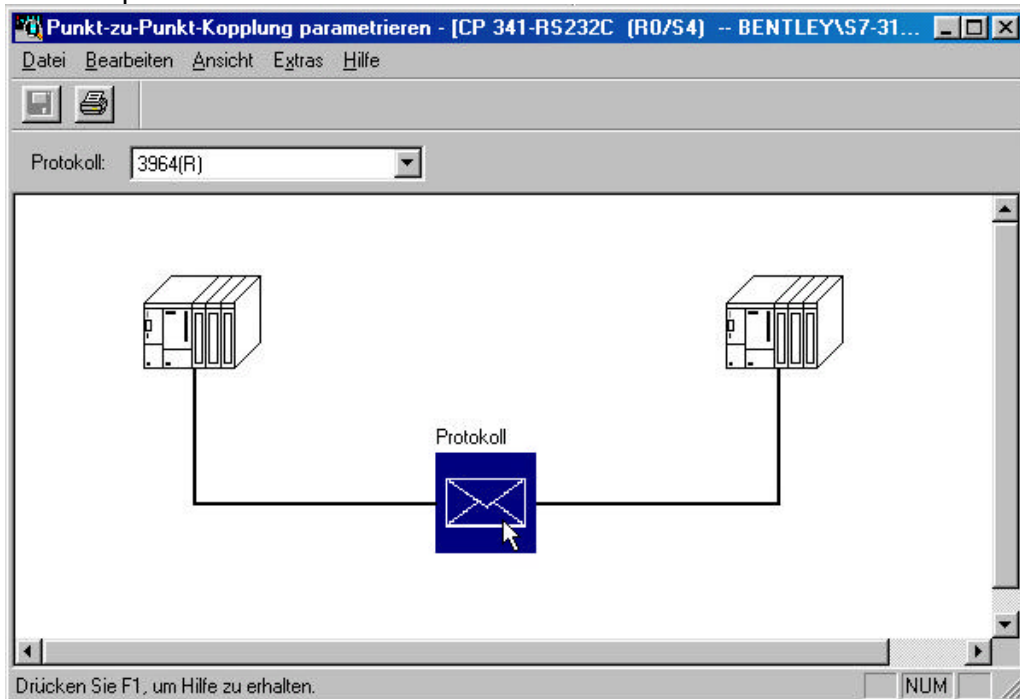 Punkt-zu-Punkt-Kopplung parametrieren - [CP 341-RS232C (R0/S4) -- BENTLEY\S7-31...
Datei Bearbeiten Ansicht Extras Hilfe
Protokoll: 3964(R)
Protokoll
Drücken Sie F1, um Hilfe zu erhalten. NUM